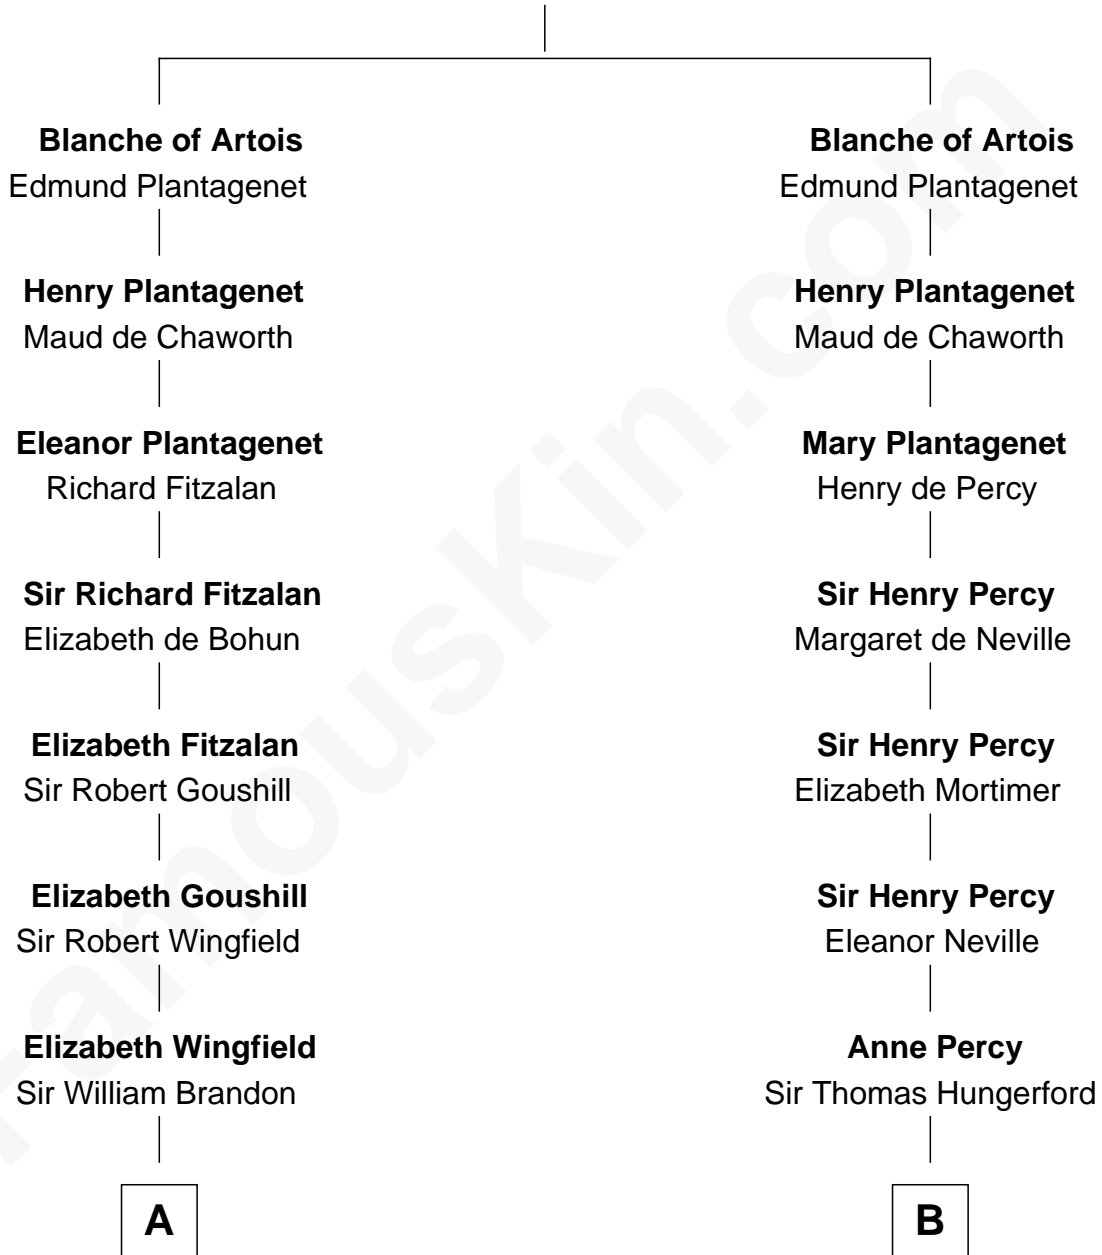 Blanche of Artois
Edmund Plantagenet
Henry Plantagenet
Maud de Chaworth
Eleanor Plantagenet
Richard Fitzalan
Sir Richard Fitzalan
Elizabeth de Bohun
Elizabeth Fitzalan
Sir Robert Goushill
Elizabeth Goushill
Sir Robert Wingfield
Elizabeth Wingfield
Sir William Brandon
A
Blanche of Artois
Edmund Plantagenet
Henry Plantagenet
Maud de Chaworth
Mary Plantagenet
Henry de Percy
Sir Henry Percy
Margaret de Neville
Sir Henry Percy
Elizabeth Mortimer
Sir Henry Percy
Eleanor Neville
Anne Percy
Sir Thomas Hungerford
B
FamousKin.com